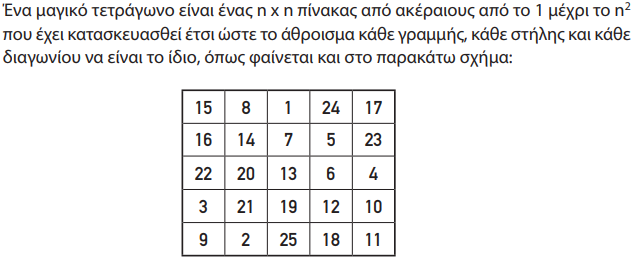 Ένα μαγικό τετράγωνο είναι ένας n x n πίνακας από ακέραιους από το 1 μέχρι το n²
που έχει κατασκευασθεί έτσι ώστε το άθροισμα κάθε γραμμής, κάθε στήλης και κάθε
διαγωνίου να είναι το ίδιο, όπως φαίνεται και στο παρακάτω σχήμα:
15 8 1 24 17
16 14 7 5 23
22 20 13 6 4
3 21 19 12 10
9 2 25 18 11